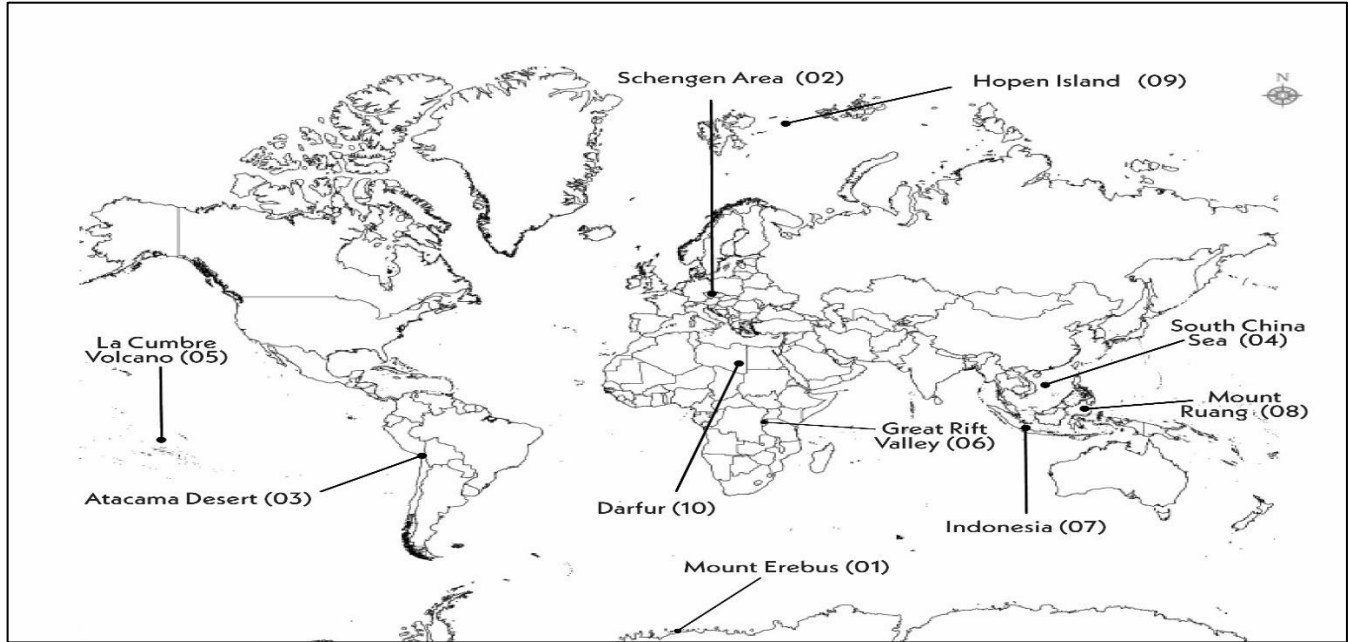 Schengen Area (02)
Hopen Island (09)
N
La Cumbre
Volcano (05)
South China
Sea (04)
Mount
Ruang (08)
Great Rift
Valley (06)
Atacama Desert (03)
Darfur (10)
Indonesia (07)
Mount Erebus (01)